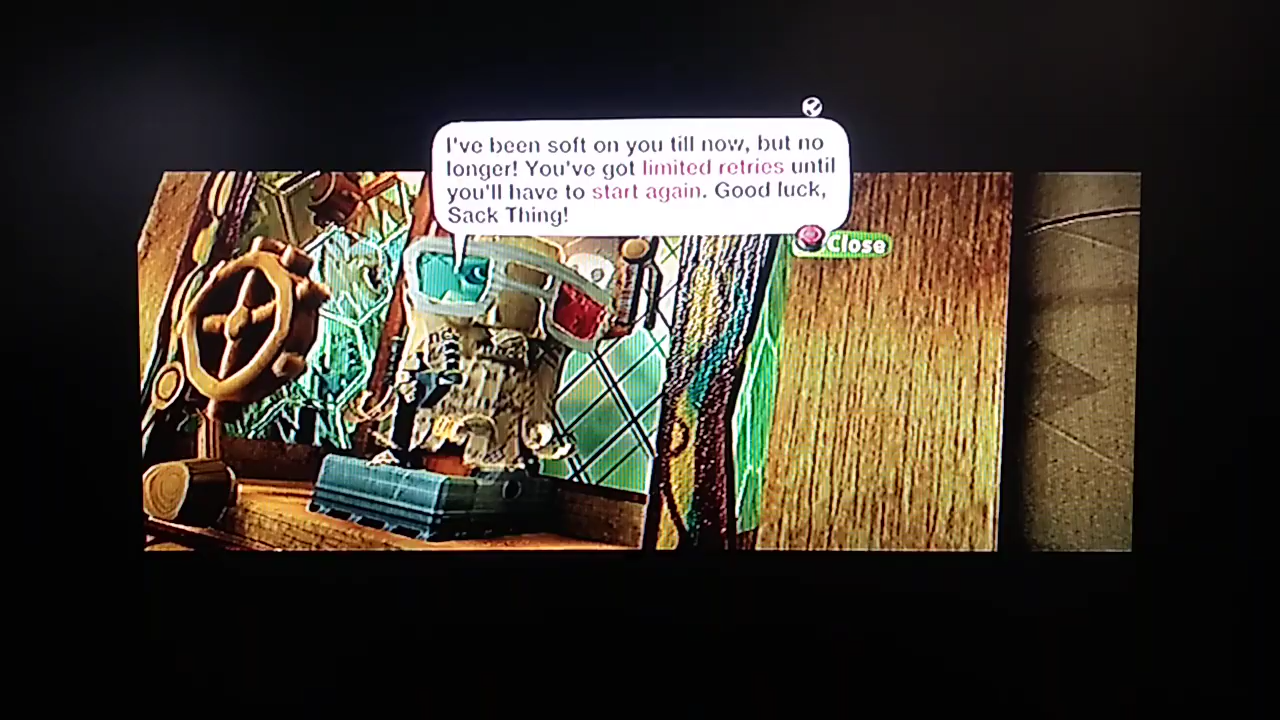 I've been soft on you till now, but no
longer! You've got limited retries until
you'll have to start again. Good luck,
Sack Thing!
Close